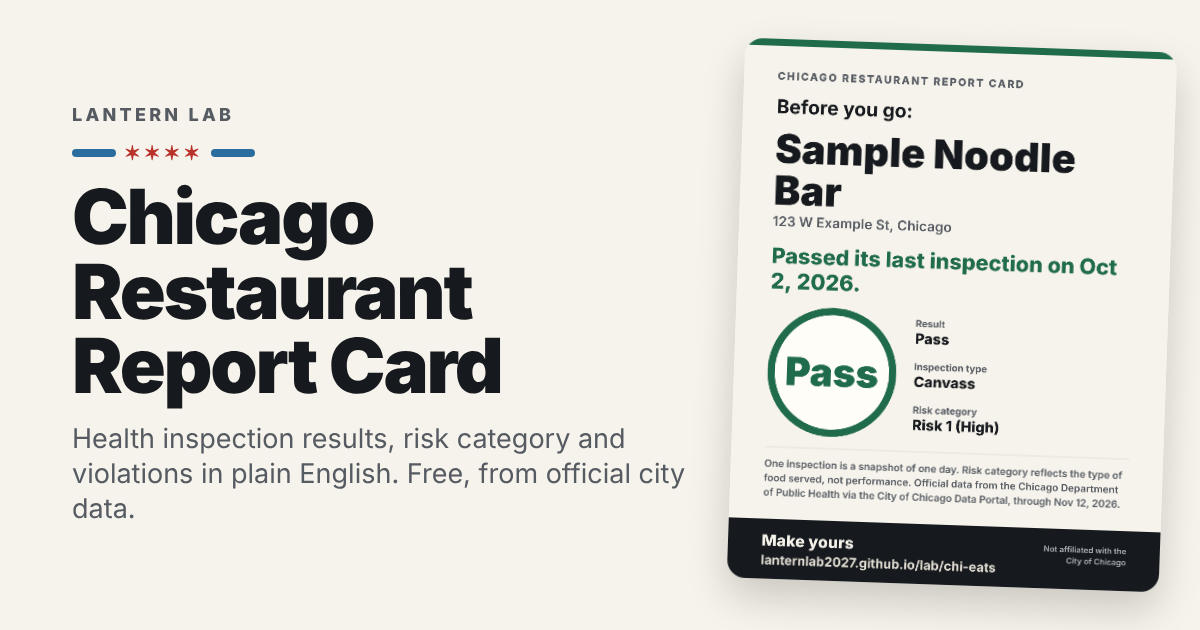 LANTERN LAB
Chicago
Restaurant
Report Card
Health inspection results, risk category and
violations in plain English. Free, from official city
data.
CHICAGO RESTAURANT REPORT CARD
Before you go:
Sample Noodle
Bar
123 W Example St, Chicago
Passed its last inspection on Oct
2, 2026.
Pass
Result
Pass
Inspection type
Canvass
Risk category
Risk 1 (High)
One inspection is a snapshot of one day. Risk category reflects the type of
food served, not performance. Official data from the Chicago Department
of Public Health via the City of Chicago Data Portal, through Nov 12, 2026.
Make yours
lanternlab2027.github.io/lab/chi-eats
Not affiliated with the
City of Chicago